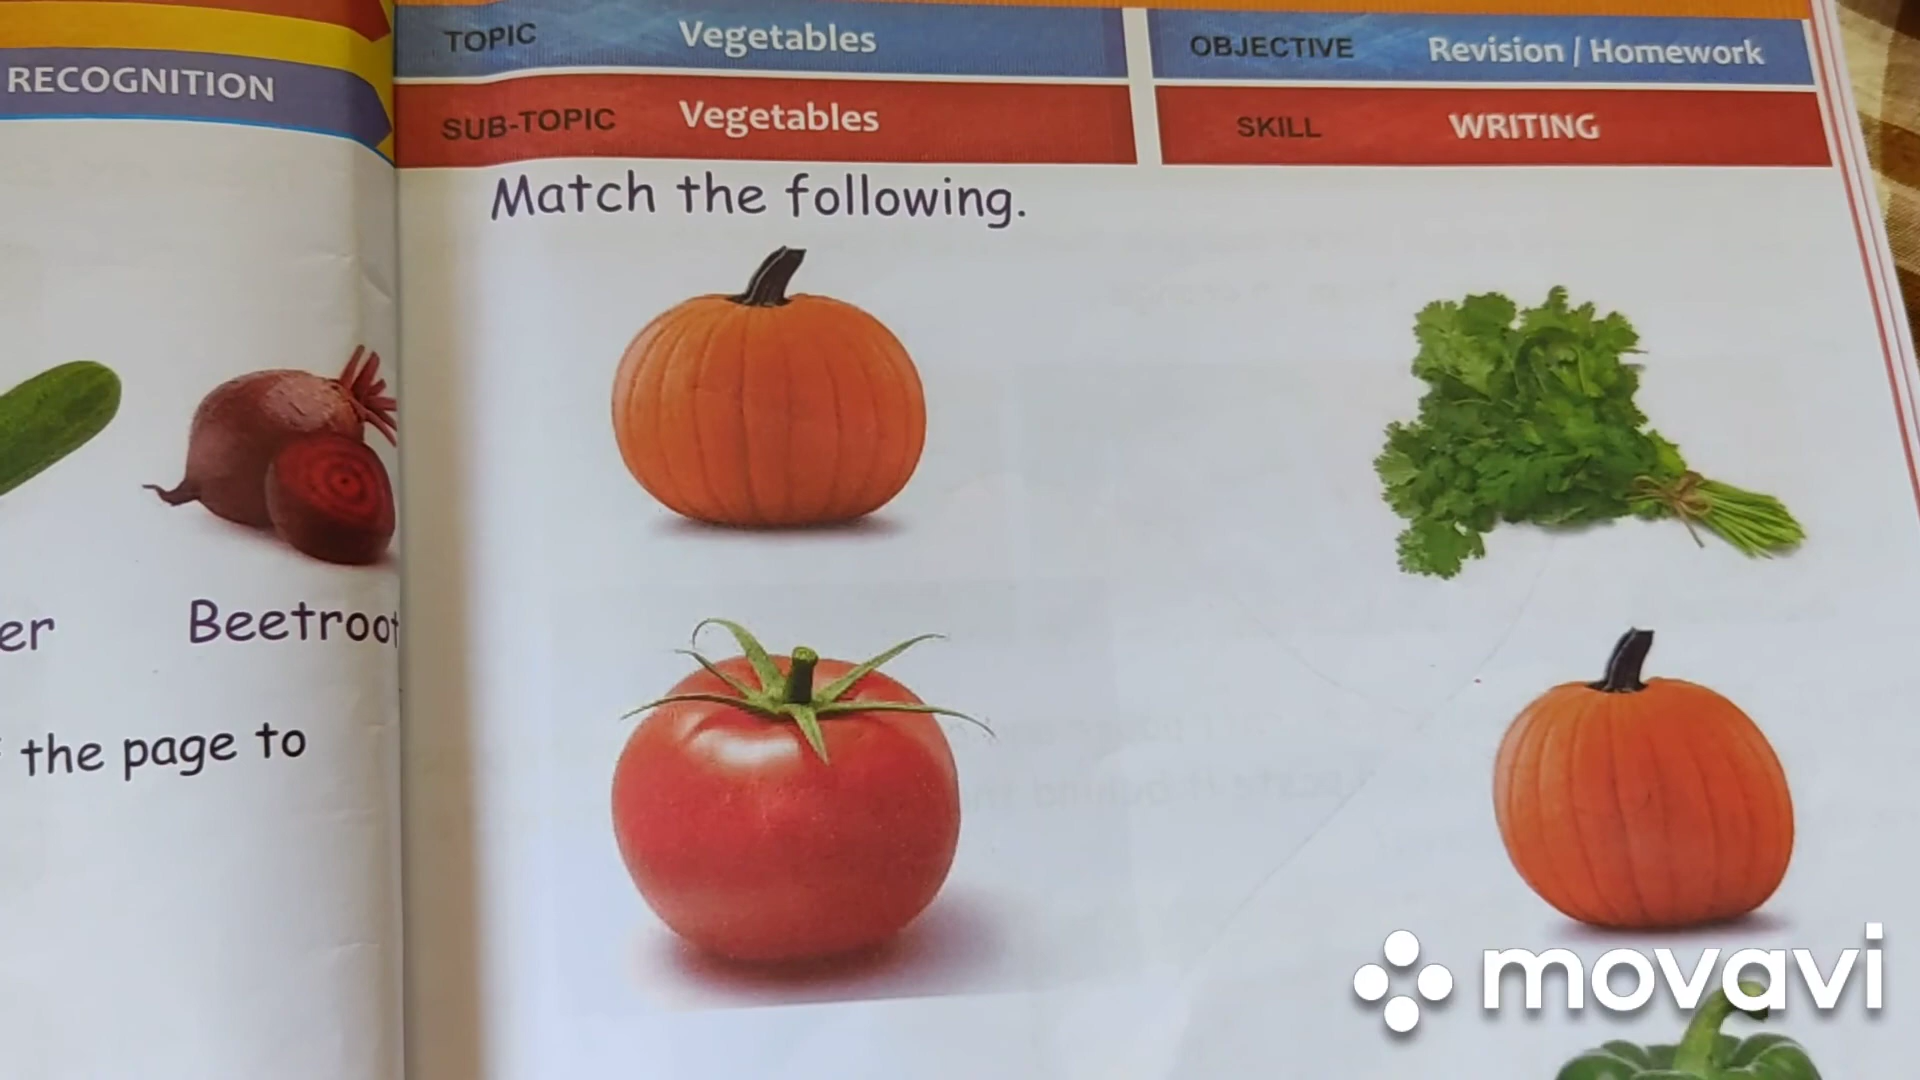 RECOGNITION
er
Beetroot
the page to
TOPIC Vegetables
OBJECTIVE Revision / Homework
SUB-TOPIC Vegetables
SKILL WRITING
Match the following.
movavi